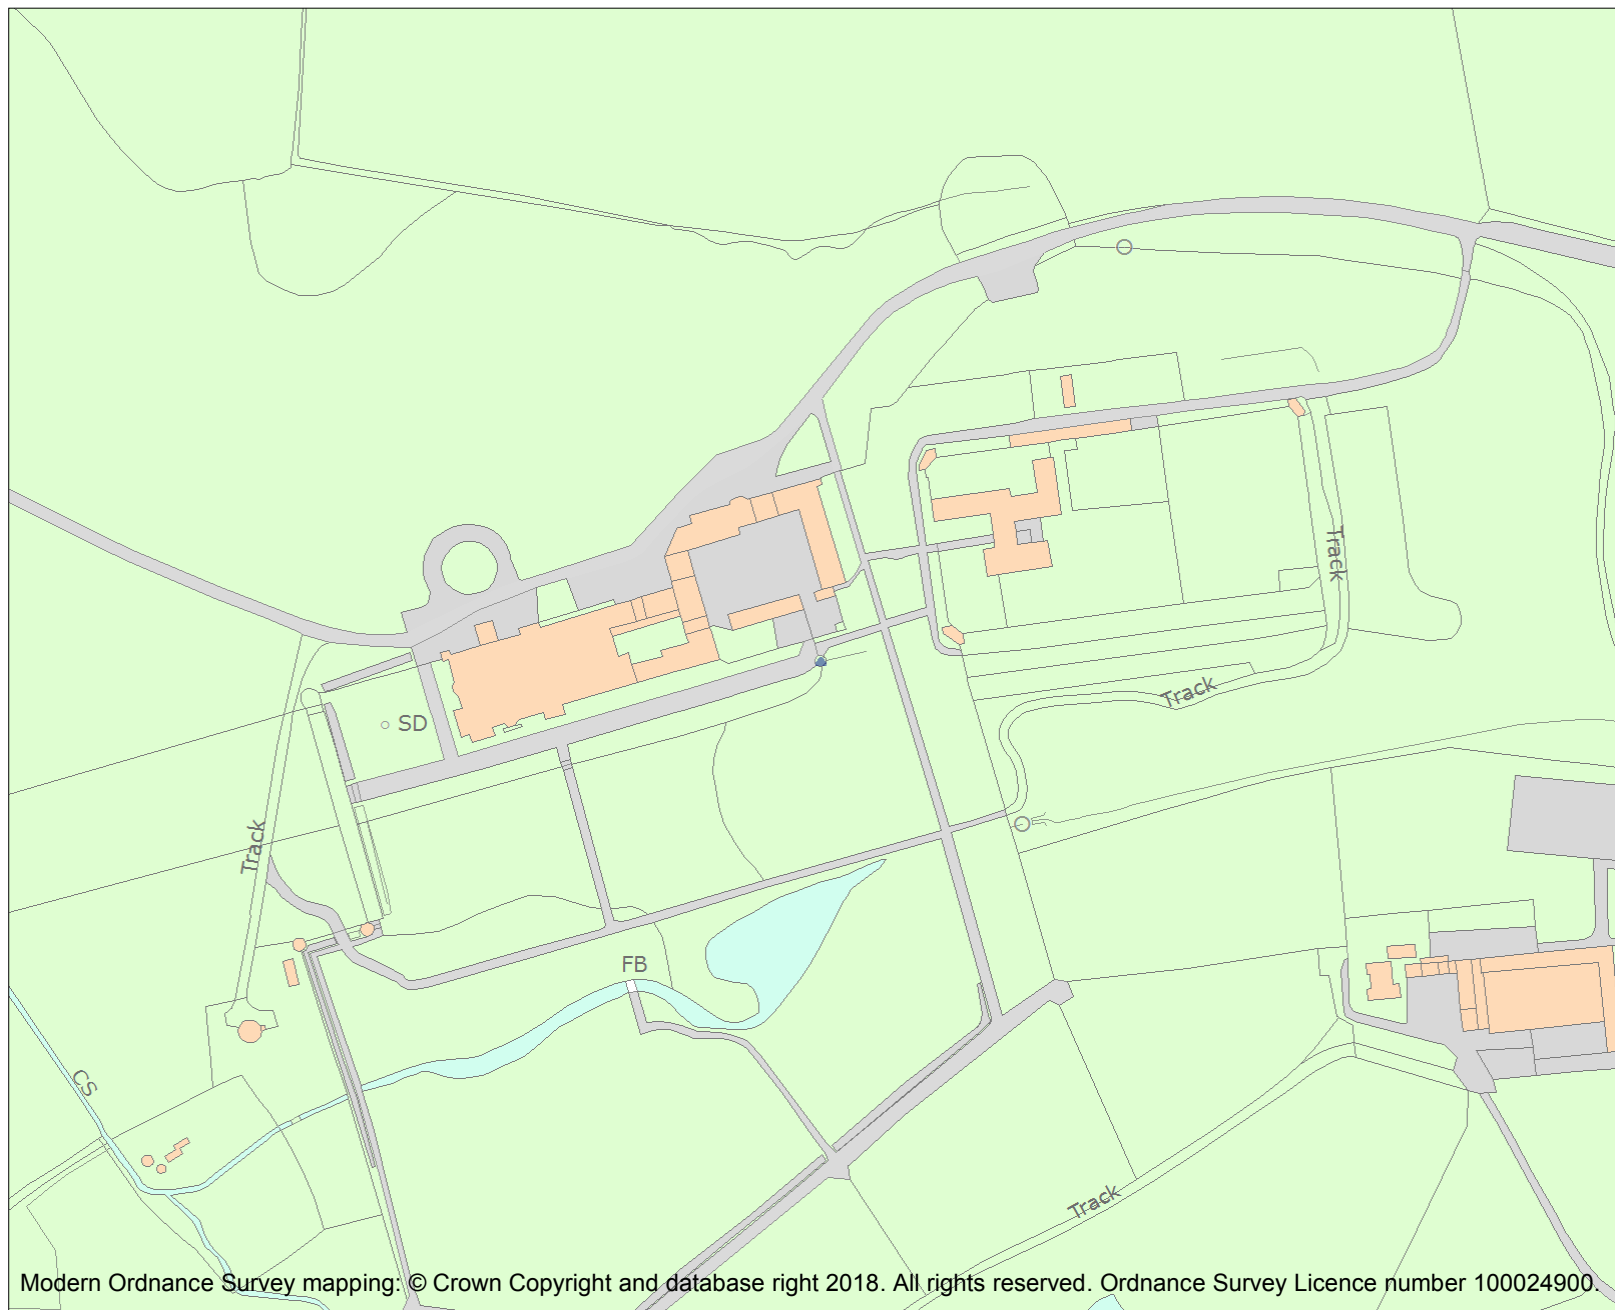 Track
Track
SD
Track
FB
CS
Track
Modern Ordnance Survey mapping: © Crown Copyright and database right 2018. All rights reserved. Ordnance Survey Licence number 100024900.